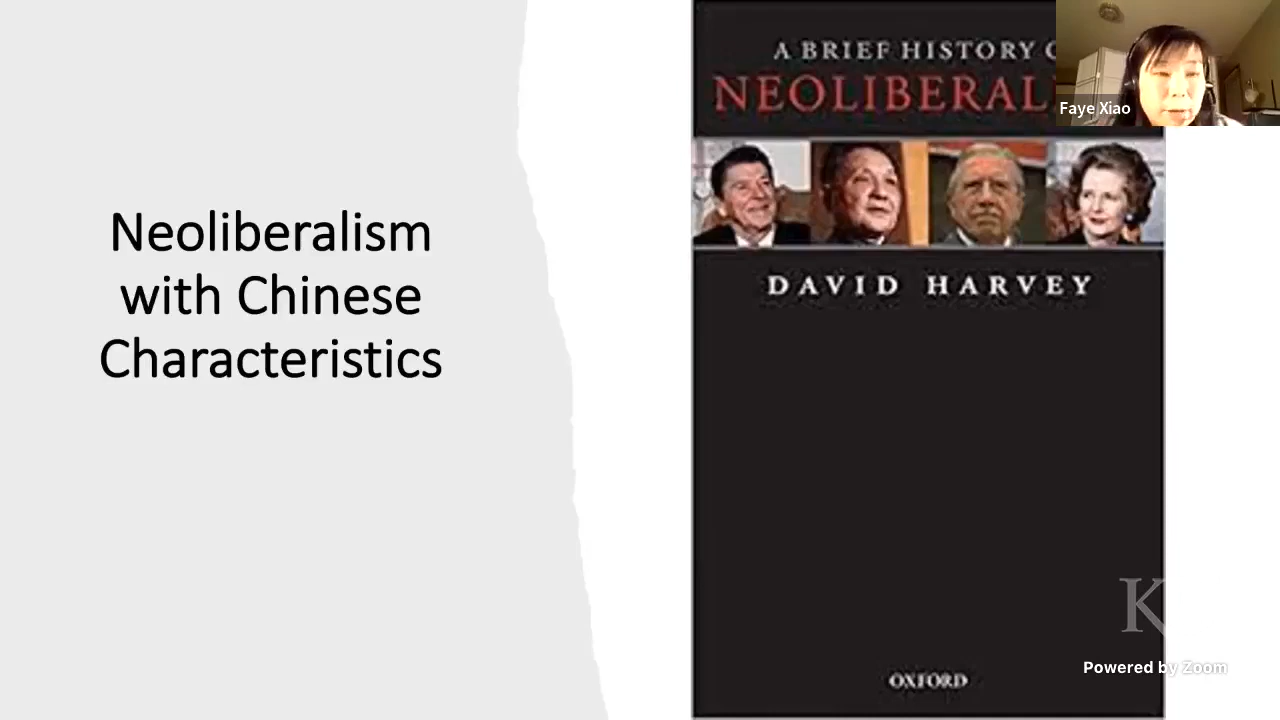 Neoliberalism
with Chinese
Characteristics
A BRIEF HISTORY
NEOLIBERAL
DAVID HARVEY
OXFORD
Faye Xiao
K
Powered by Zoom